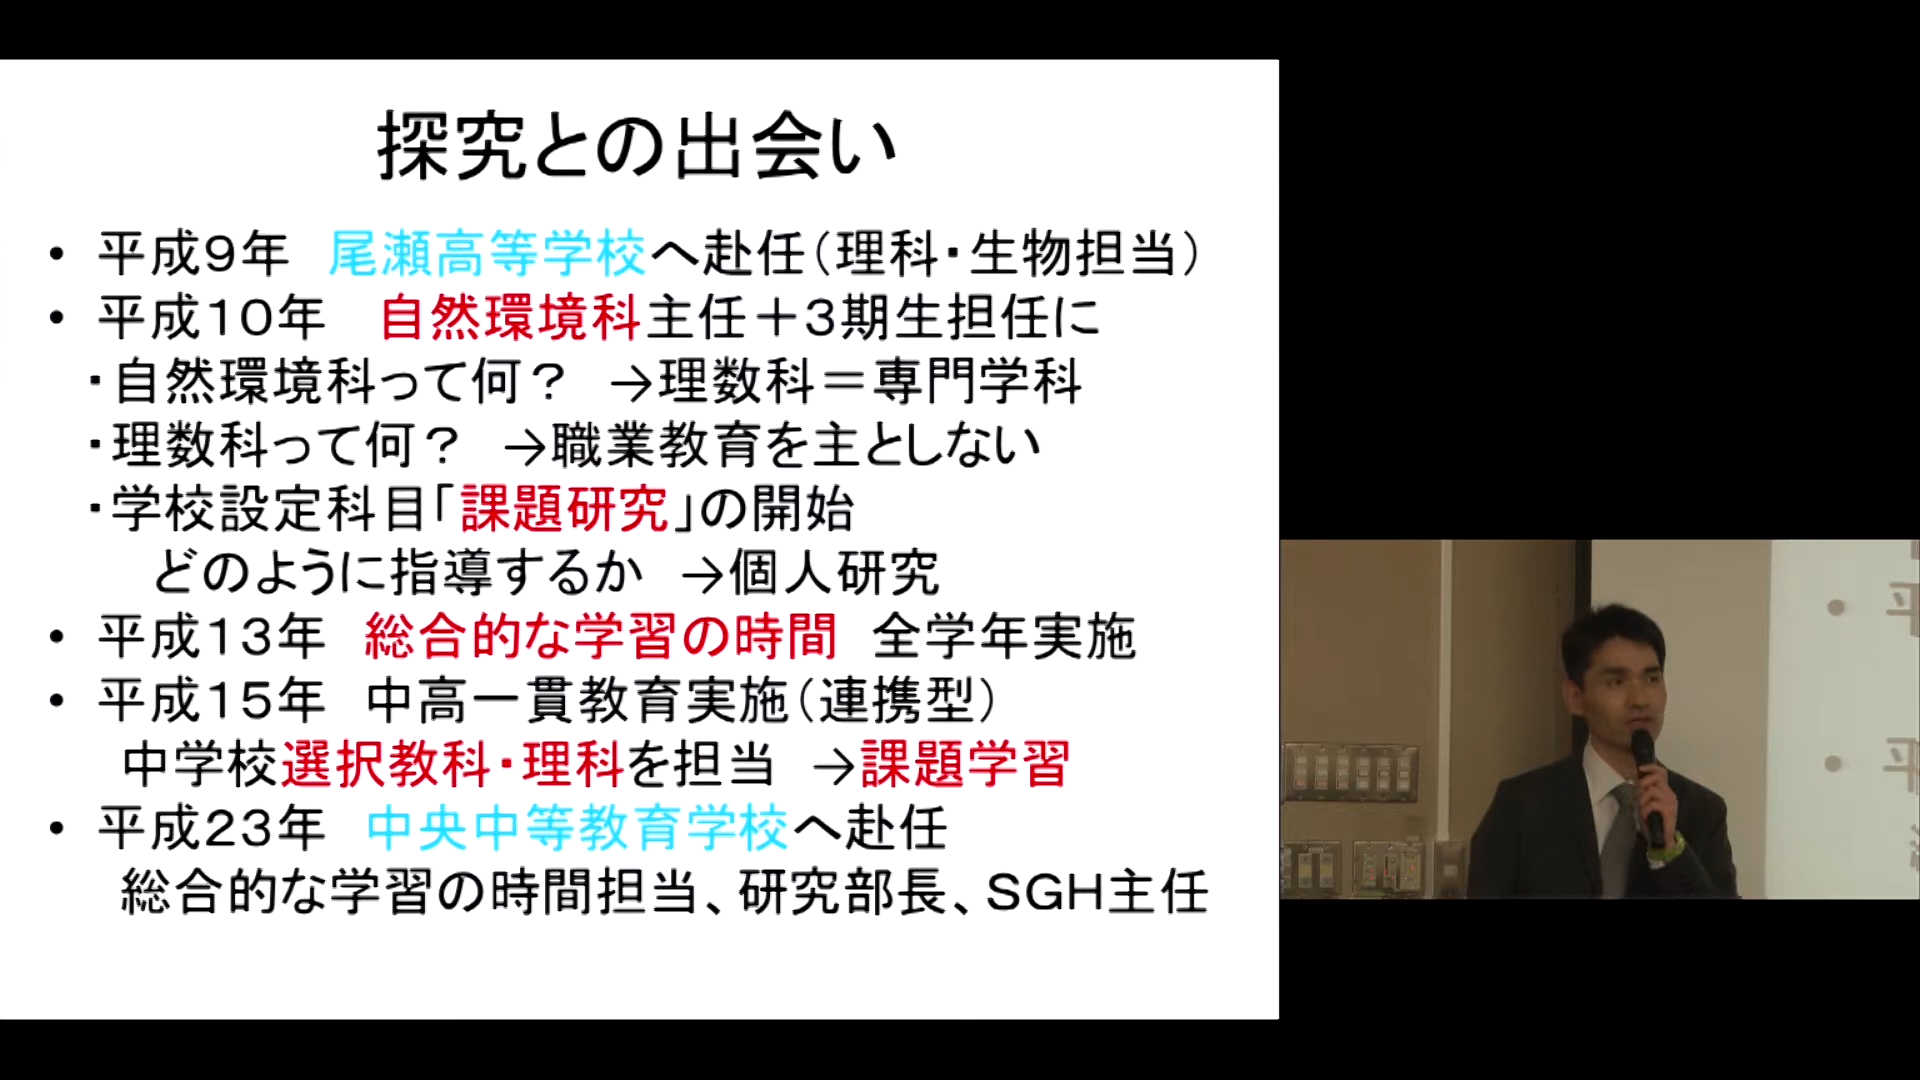 探究との出会い
• 平成９年　尾瀬高等学校へ赴任（理科・生物担当）
• 平成１０年　自然環境科主任＋３期生担任に
・自然環境科って何？　→理数科＝専門学科
・理数科って何？　→職業教育を主としない
・学校設定科目「課題研究」の開始
どのように指導するか　→個人研究
• 平成１３年　総合的な学習の時間　全学年実施
• 平成１５年　中高一貫教育実施（連携型）
中学校選択教科・理科を担当　→課題学習
• 平成２３年　中央中等教育学校へ赴任
総合的な学習の時間担当、研究部長、ＳＧＨ主任